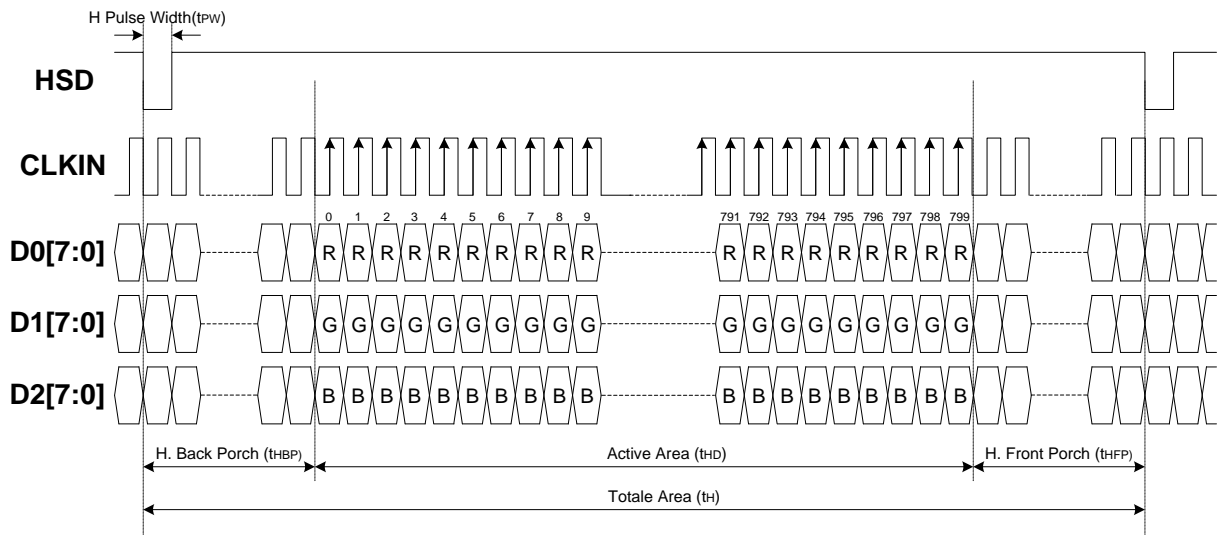 H Pulse Width(tPW)
HSD
CLKIN
0 1 2 3 4 5 6 7 8 9 791 792 793 794 795 796 797 798 799
D0[7:0] R R R R R R R R R R R R R R R R R R R
D1[7:0] G G G G G G G G G G G G G G G G G G G
D2[7:0] B B B B B B B B B B B B B B B B B B B
H. Back Porch (tHBP) Active Area (tHD) H. Front Porch (tHFP)
Totale Area (tH)